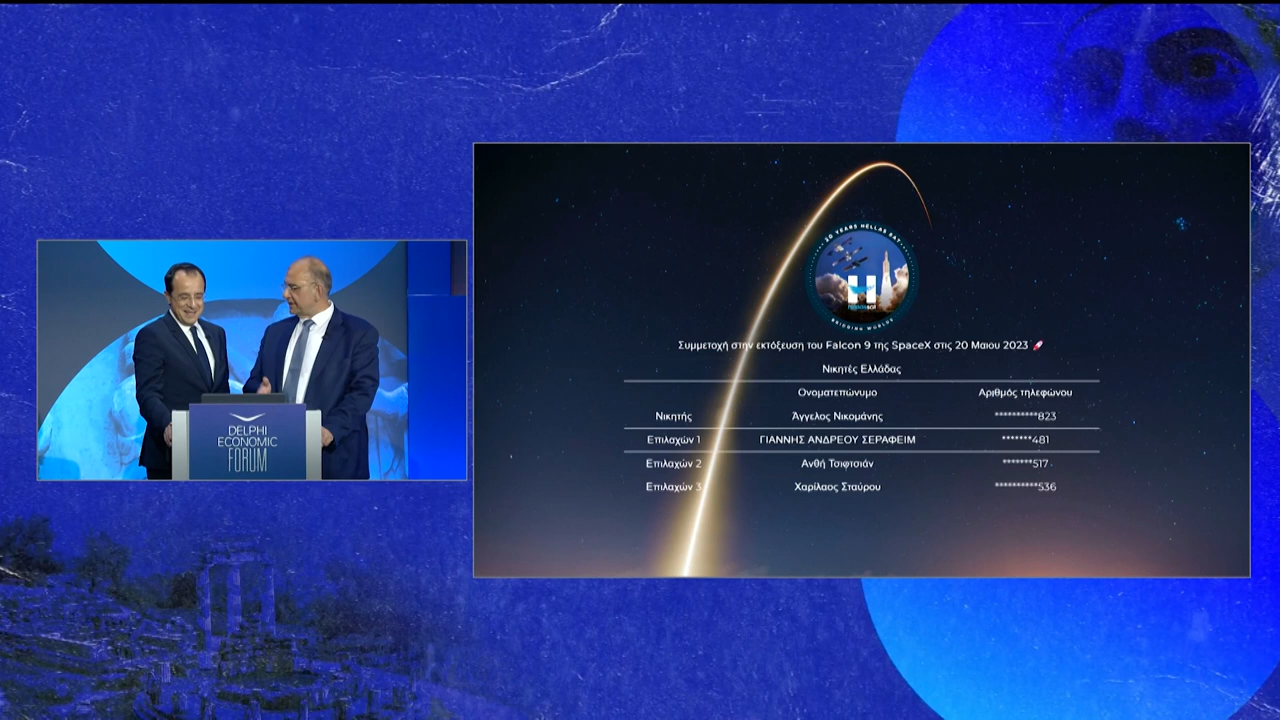 DELPHI
ECONOMIC
FORUM
20 YEARS HELLAS SAT
H
BRIDGING WORLDS
Συμμετοχή στην εκτόξευση του Falcon 9 της SpaceX στις 20 Μαιου 2023 🚀
Νικητές Ελλάδας
Ονοματεπώνυμο Αριθμός τηλεφώνου
Νικητής Άγγελος Νικομάνης **********823
Επιλαχών 1 ΓΙΑΝΝΗΣ ΑΝΔΡΕΟΥ ΣΕΡΑΦΕΙΜ *******481
Επιλαχών 2 Ανθή Τσιφτσιάν *******517
Επιλαχών 3 Χαρίλαος Σταύρου **********536